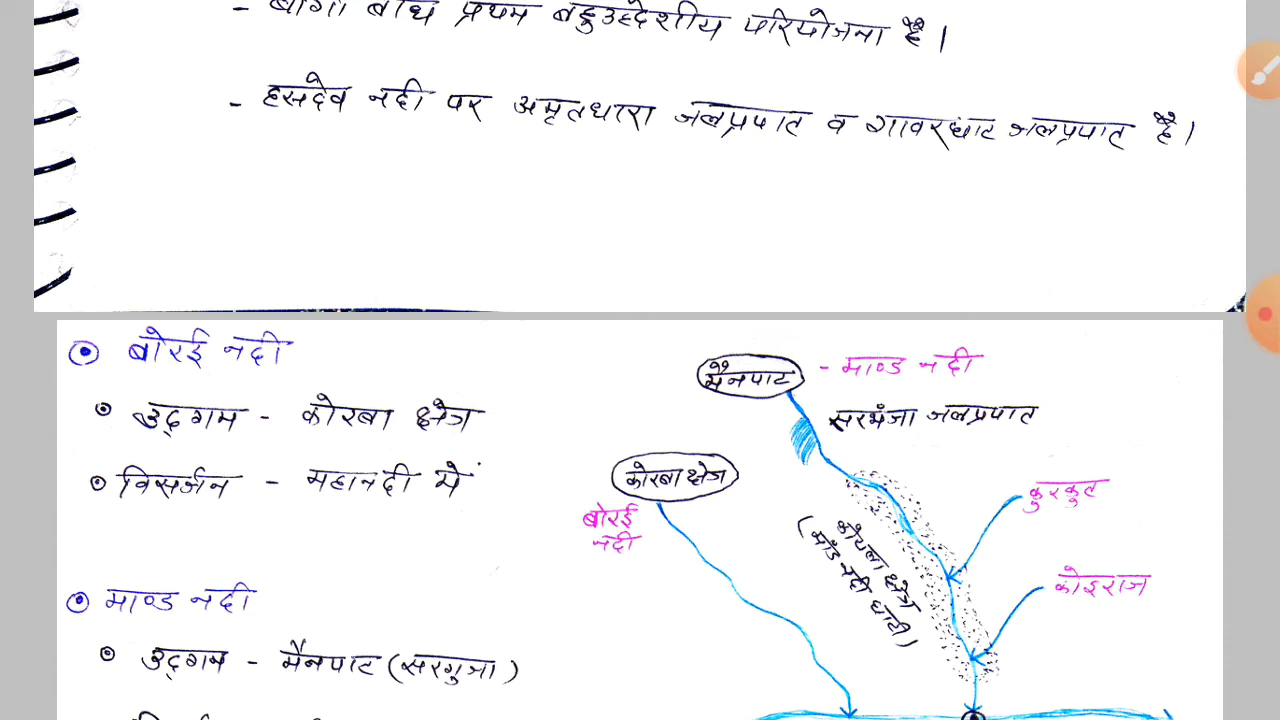 - बांगो बांध प्रथम बहुउद्देशीय परियोजना है।
- हसदेव नदी पर अमृतधारा जलप्रपात व गावरघाट जलप्रपात है।
बोरई नदी
उद्गम - कोरबा क्षेत्र
विसर्जन - महानदी में
माण्ड नदी
उद्गम - मैनपाट (सरगुजा)
मैनपाट - माण्ड नदी
सरभंजा जलप्रपात
कोरबा क्षेत्र
बोरई
नदी
कुरकुट
कोइराज
कोयला क्षेत्र
(माँड नदी घाटी)